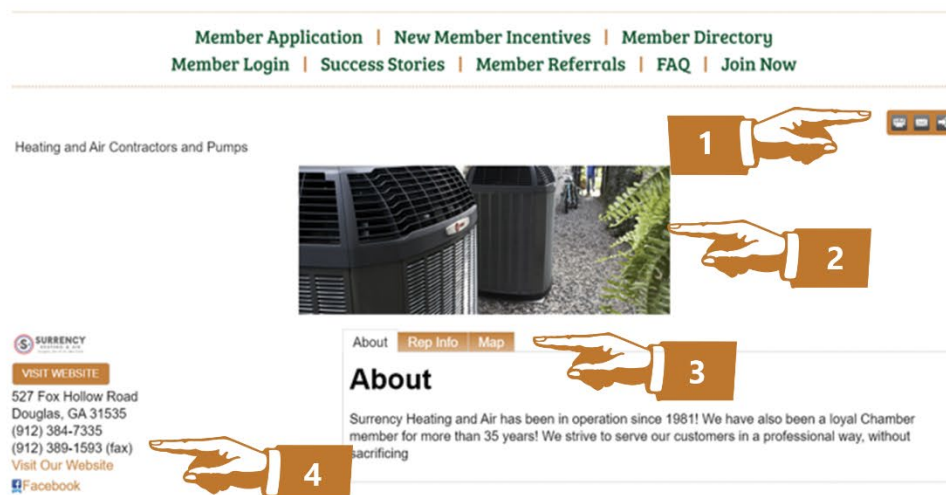 Member Application | New Member Incentives | Member Directory
Member Login | Success Stories | Member Referrals | FAQ | Join Now
1
Heating and Air Contractors and Pumps
2
SURRENCY
HEATING & AIR
About Rep Info Map
3
VISIT WEBSITE
About
527 Fox Hollow Road
Douglas, GA 31535
(912) 384-7335
(912) 389-1593 (fax)
Visit Our Website
Facebook
Surrency Heating and Air has been in operation since 1981! We have also been a loyal Chamber
member for more than 35 years! We strive to serve our customers in a professional way, without
sacrificing
4